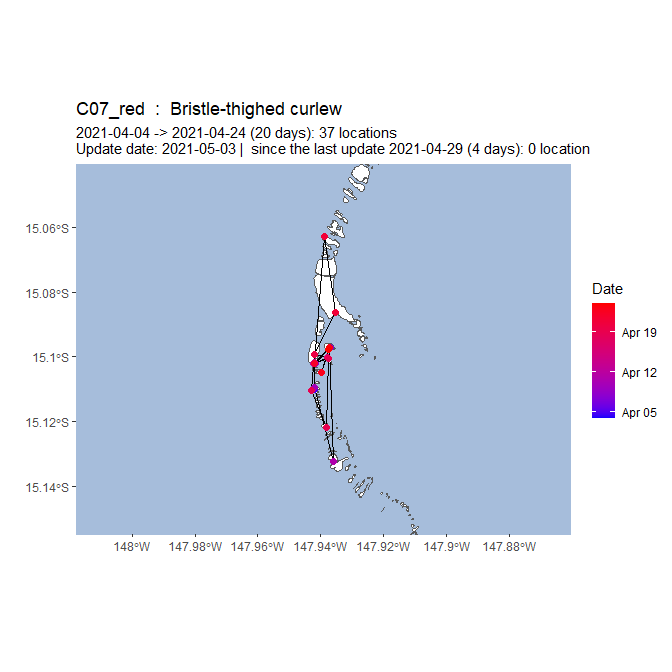 C07_red  :  Bristle-thighed curlew
2021-04-04 -> 2021-04-24 (20 days): 37 locations
Update date: 2021-05-03 |  since the last update 2021-04-29 (4 days): 0 location
15.06°S
15.08°S
15.1°S
15.12°S
15.14°S
148°W 147.98°W 147.96°W 147.94°W 147.92°W 147.9°W 147.88°W
Date
Apr 19
Apr 12
Apr 05